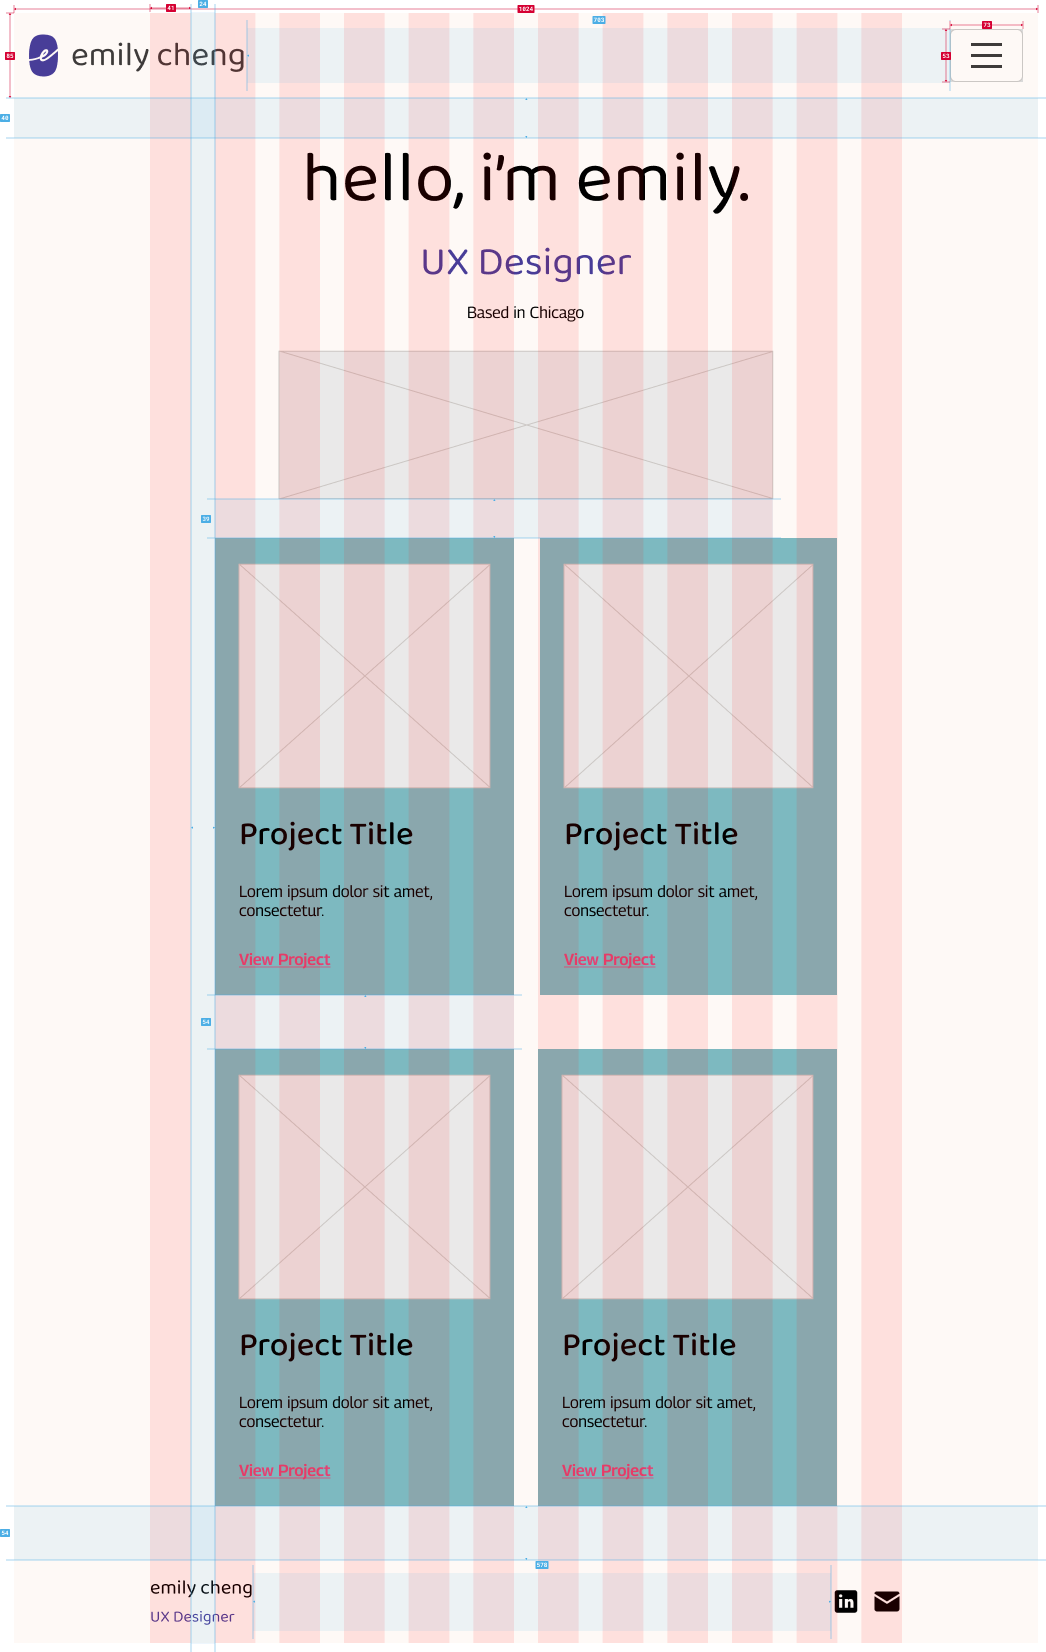 1024
41
24
703
85
e emily cheng
53
73
40
hello, i'm emily.
UX Designer
Based in Chicago
39
Project Title
Lorem ipsum dolor sit amet,
consectetur.
View Project
Project Title
Lorem ipsum dolor sit amet,
consectetur.
View Project
54
Project Title
Lorem ipsum dolor sit amet,
consectetur.
View Project
Project Title
Lorem ipsum dolor sit amet,
consectetur.
View Project
54
578
emily cheng
UX Designer
in